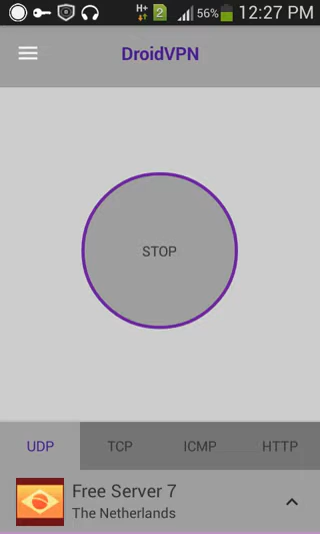 H+ 2 56% 12:27 PM
DroidVPN
STOP
UDP TCP ICMP HTTP
Free Server 7
The Netherlands